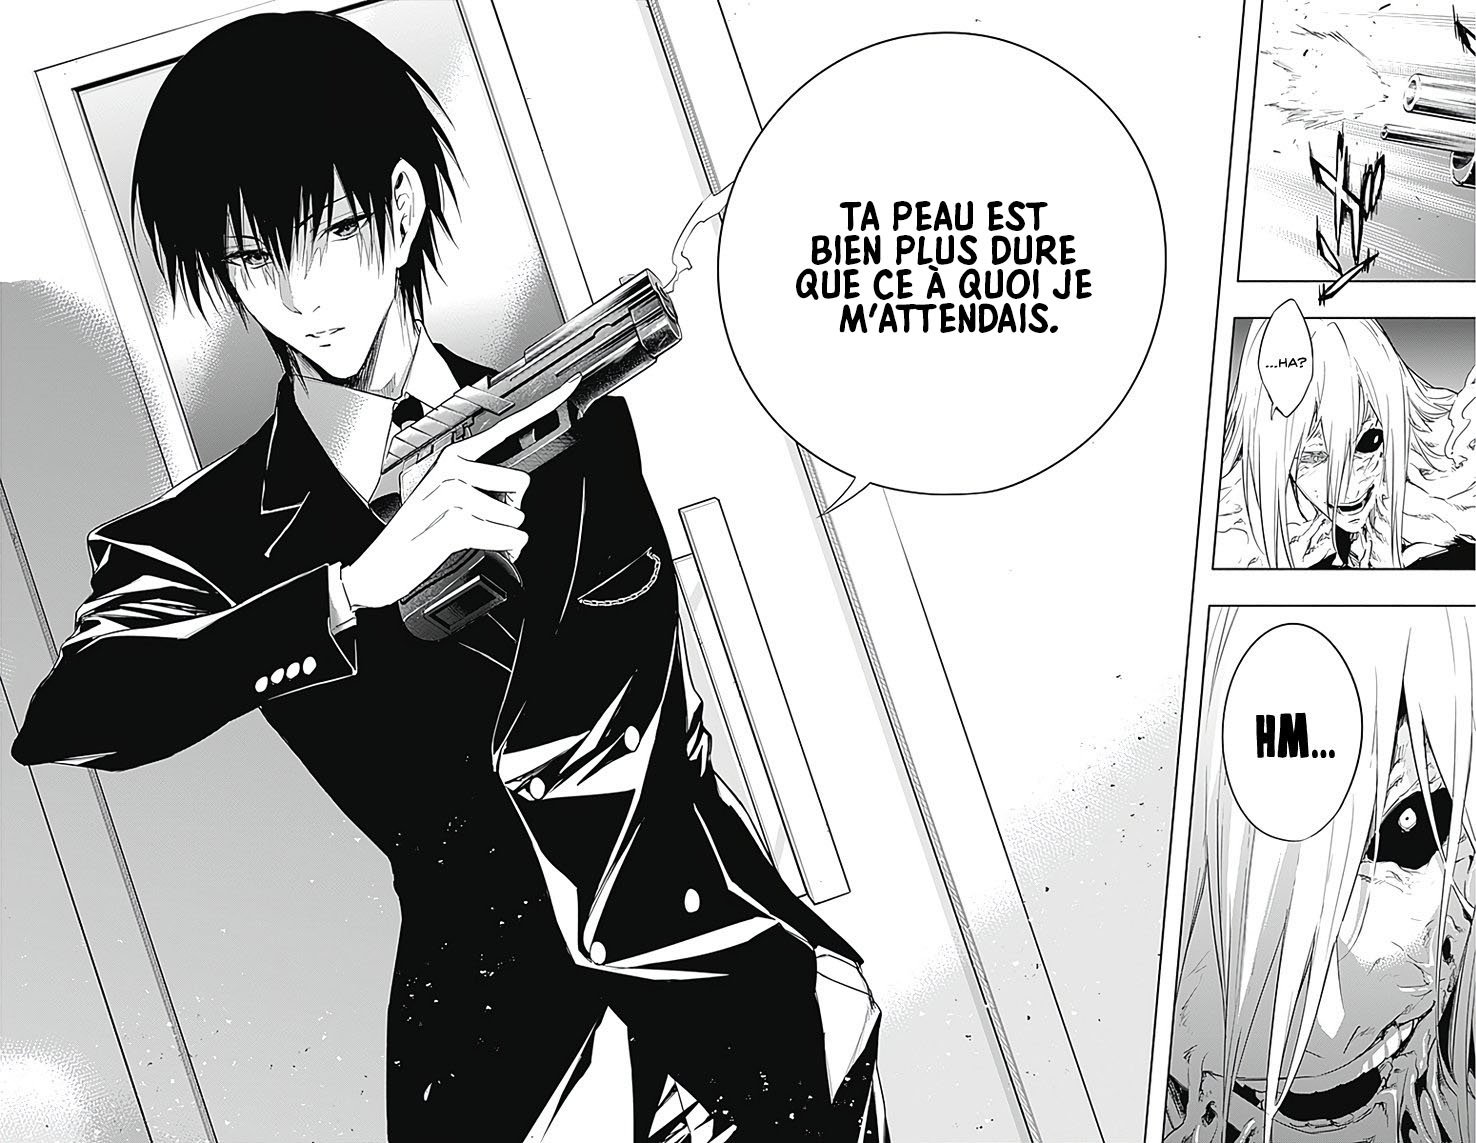 ...HA?
HM...
TA PEAU EST
BIEN PLUS DURE
QUE CE À QUOI JE
M'ATTENDAIS.